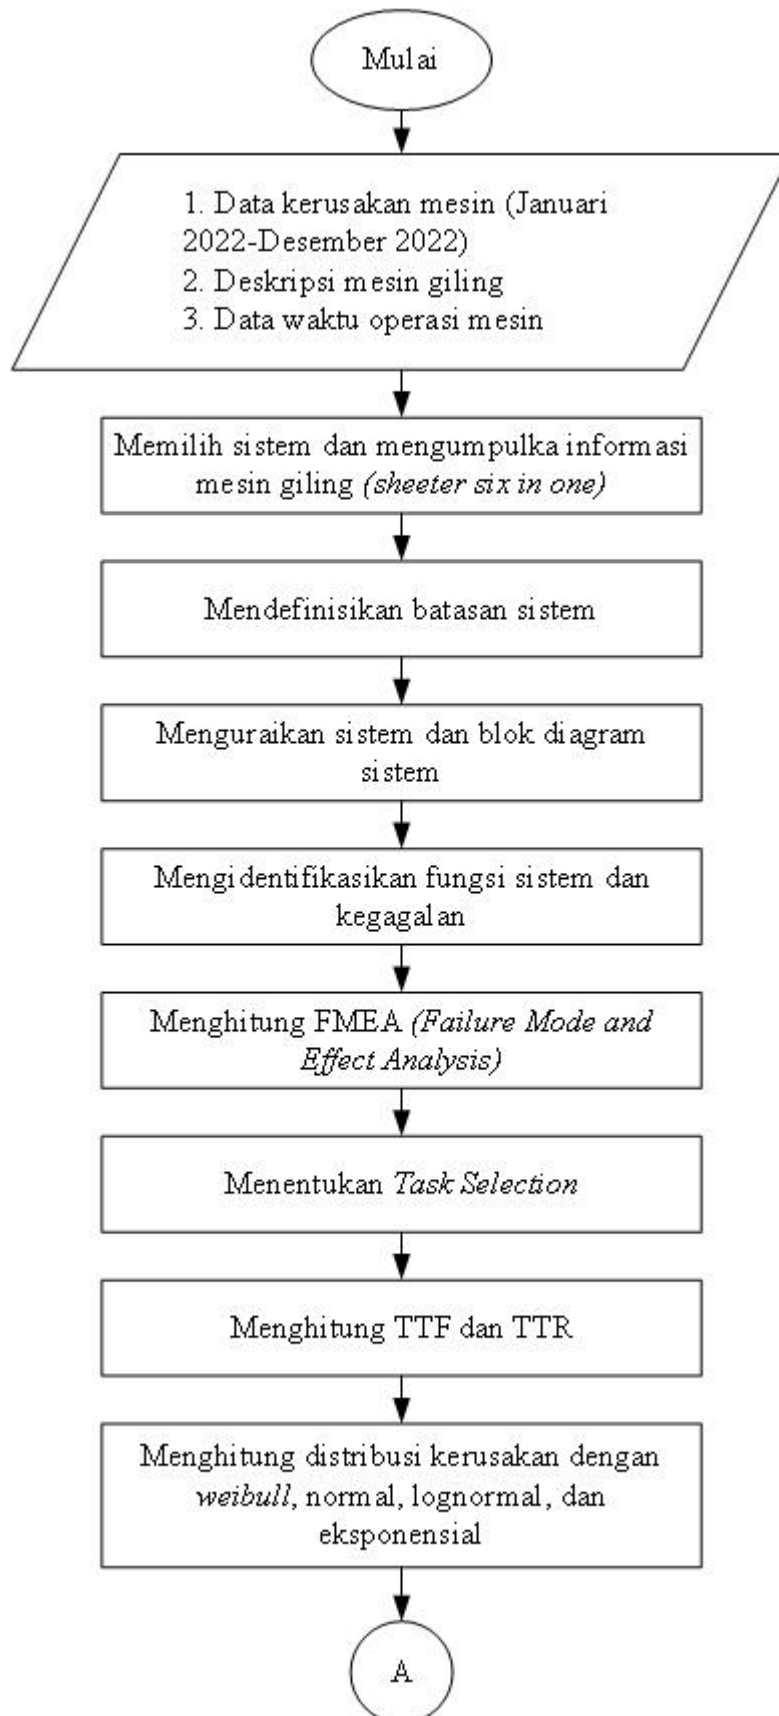 Mulai
1. Data kerusakan mesin (Januari
2022-Desember 2022)
2. Deskripsi mesin giling
3. Data waktu operasi mesin
Memilih sistem dan mengumpulka informasi
mesin giling (sheeter six in one)
Mendefinisikan batasan sistem
Menguraikan sistem dan blok diagram
sistem
Mengidentifikasikan fungsi sistem dan
kegagalan
Menghitung FMEA (Failure Mode and
Effect Analysis)
Menentukan Task Selection
Menghitung TTF dan TTR
Menghitung distribusi kerusakan dengan
weibull, normal, lognormal, dan
eksponensial
A